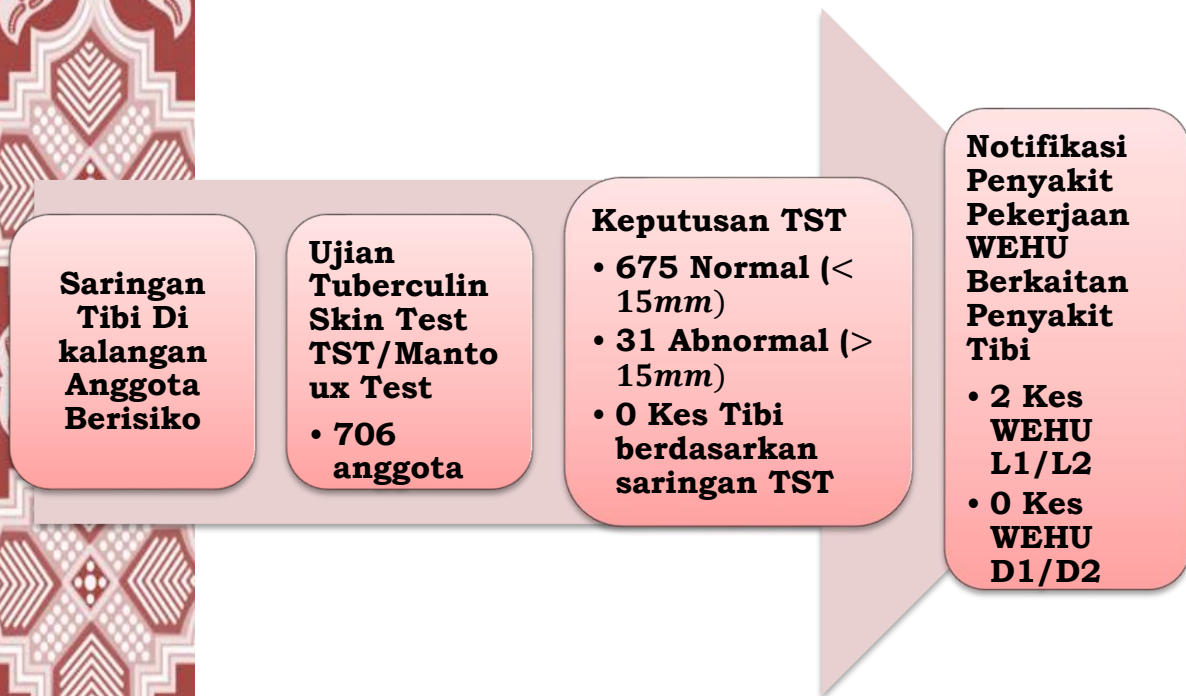 Saringan
Tibi Di
kalangan
Anggota
Berisiko
Ujian
Tuberculin
Skin Test
TST/Manto
ux Test
• 706
anggota
Keputusan TST
• 675 Normal (<
15mm)
• 31 Abnormal (>
15mm)
• 0 Kes Tibi
berdasarkan
saringan TST
Notifikasi
Penyakit
Pekerjaan
WEHU
Berkaitan
Penyakit
Tibi
• 2 Kes
WEHU
L1/L2
• 0 Kes
WEHU
D1/D2